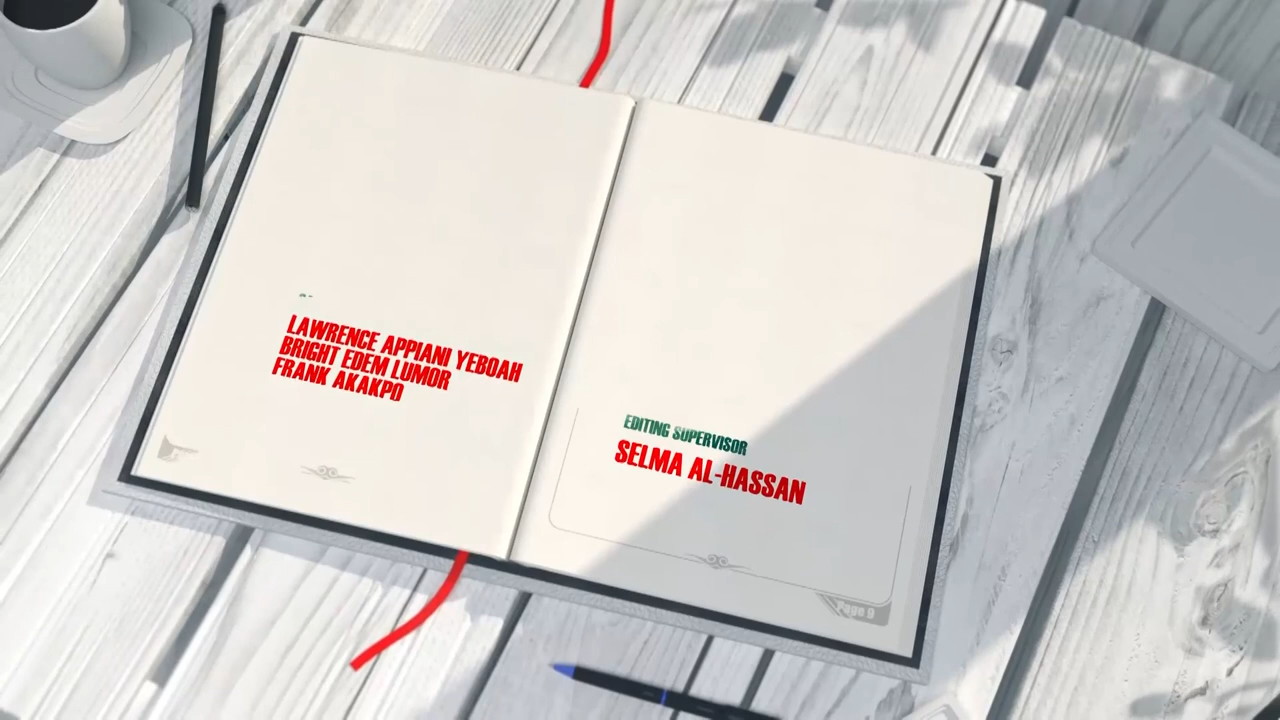 LAWRENCE APPIANI YEBOAH
BRIGHT EDEM LUMOR
FRANK AKAKPO
EDITING SUPERVISOR
SELMA AL-HASSAN
Page 9